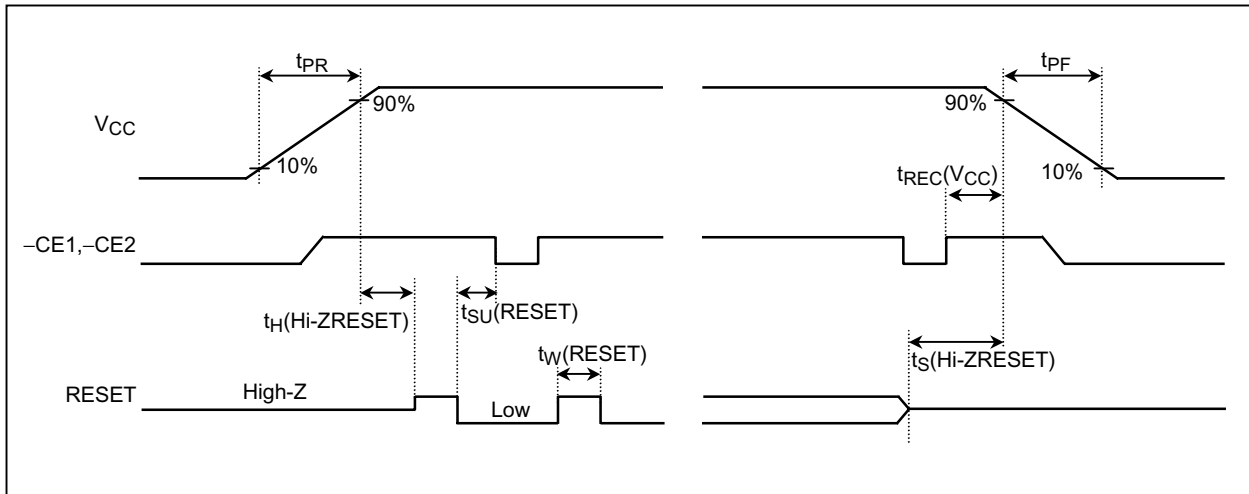 tPR
tPF
90%
90%
VCC
10%
tREC(VCC)
10%
–CE1,–CE2
tH(Hi-ZRESET)
tSU(RESET)
tW(RESET)
tS(Hi-ZRESET)
RESET
High-Z
Low